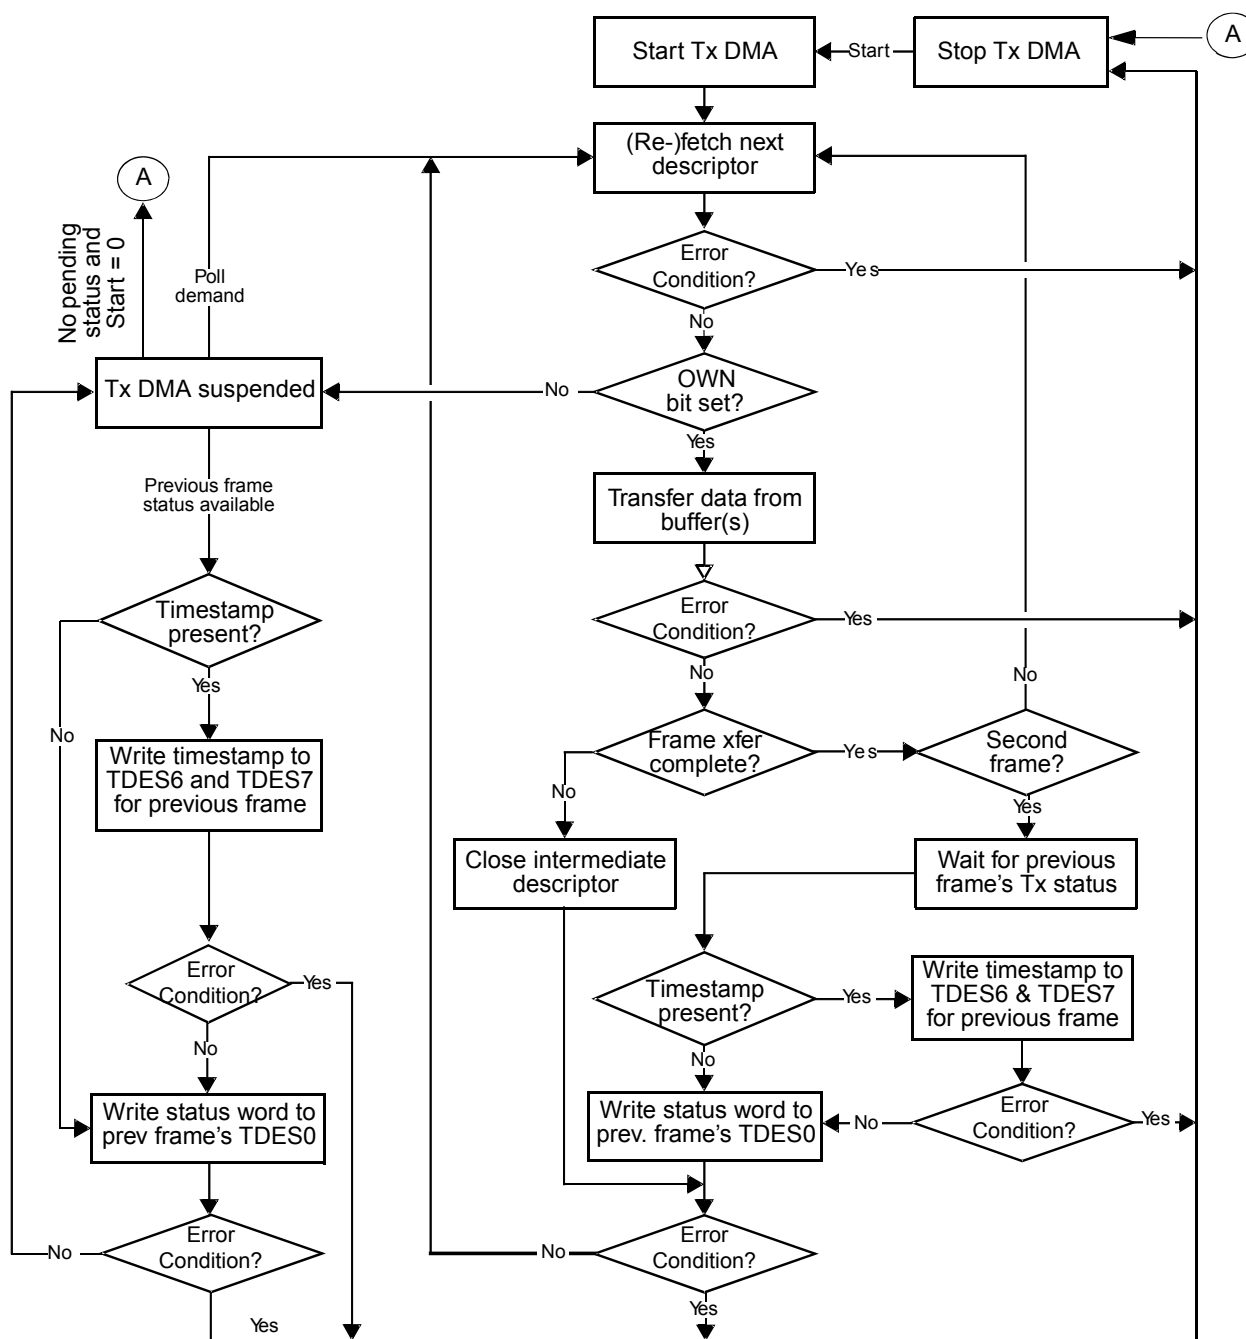 Start Tx DMA
Start
Stop Tx DMA
A
(Re-)fetch next
descriptor
A
No pending
status and
Start = 0
Poll
demand
Error
Condition?
Yes
No
Tx DMA suspended
No
OWN
bit set?
Yes
Previous frame
status available
Transfer data from
buffer(s)
Timestamp
present?
Error
Condition?
Yes
No
No
Yes
No
Write timestamp to
TDES6 and TDES7
for previous frame
Frame xfer
complete?
Yes
Second
frame?
No
Yes
Close intermediate
descriptor
Wait for previous
frame's Tx status
Error
Condition?
Yes
No
Timestamp
present?
Yes
Write timestamp to
TDES6 & TDES7
for previous frame
No
Write status word to
prev frame's TDES0
Write status word to
prev. frame's TDES0
No
Error
Condition?
Yes
Error
Condition?
No
Yes
Error
Condition?
No
Yes